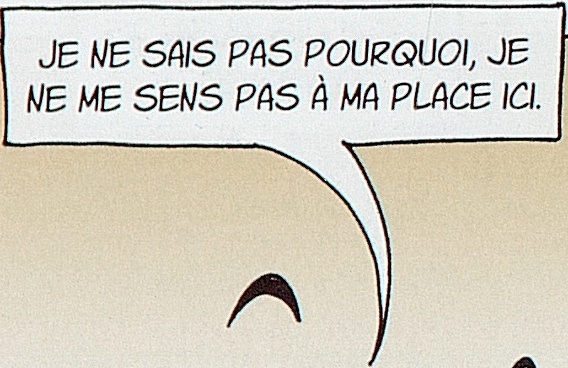 JE NE SAIS PAS POURQUOI, JE
NE ME SENS PAS À MA PLACE ICI.